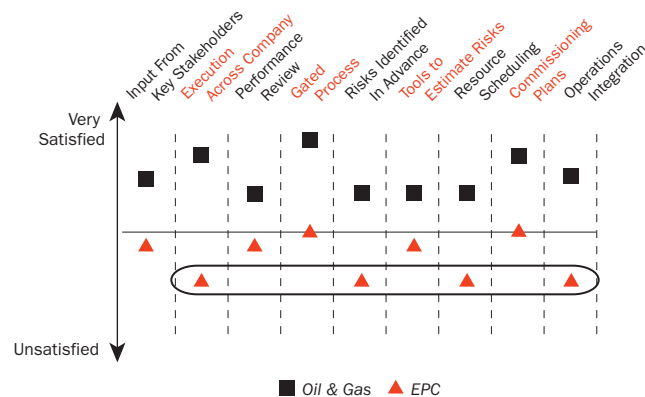 Input From
Key Stakeholders
Execution
Across Company
Performance
Review
Gated
Process
Risks Identified
In Advance
Tools to
Estimate Risks
Resource
Scheduling
Commissioning
Plans
Operations
Integration
Very
Satisfied
Unsatisfied
Oil & Gas
EPC